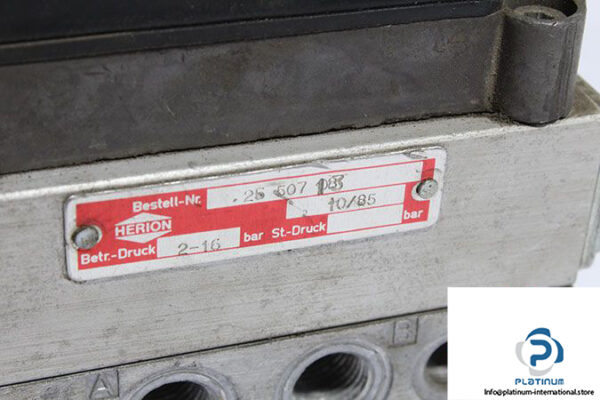 Bestell-Nr. 25 507
HERION 10/85
Betr.-Druck 2-16 bar St.-Druck bar
A B
PLATINUM
Info@platinum-international.store